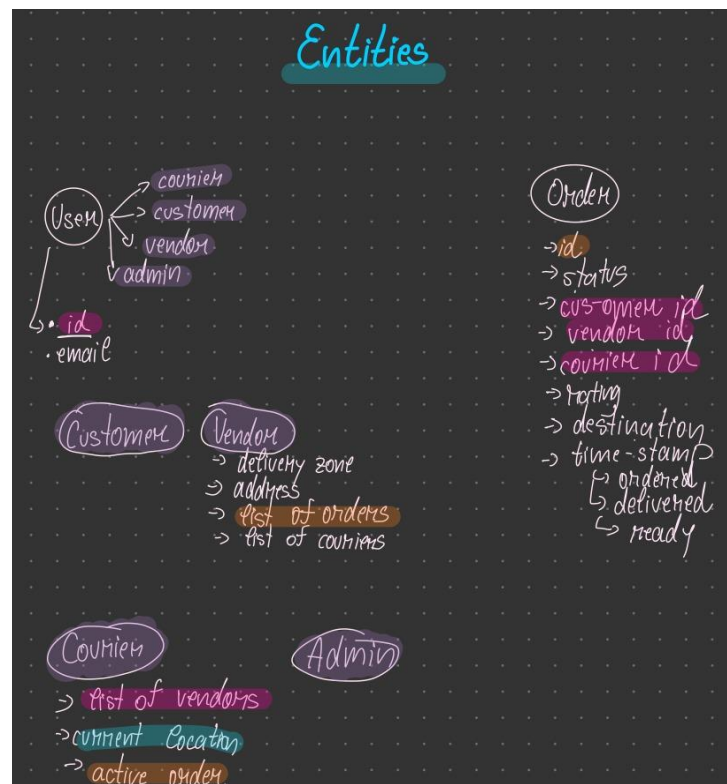 Entities
User
courier
customer
vendor
admin
• id
• email
Order
→ id
→ status
→ cus-omer id
→ vendor id
→ courier id
→ rating
→ destination
→ time-stamp
ordered
delivered
ready
Customer
Vendor
→ delivery zone
→ address
→ list of orders
→ list of couriers
Courier
→ list of vendors
→ current location
→ active order
Admin